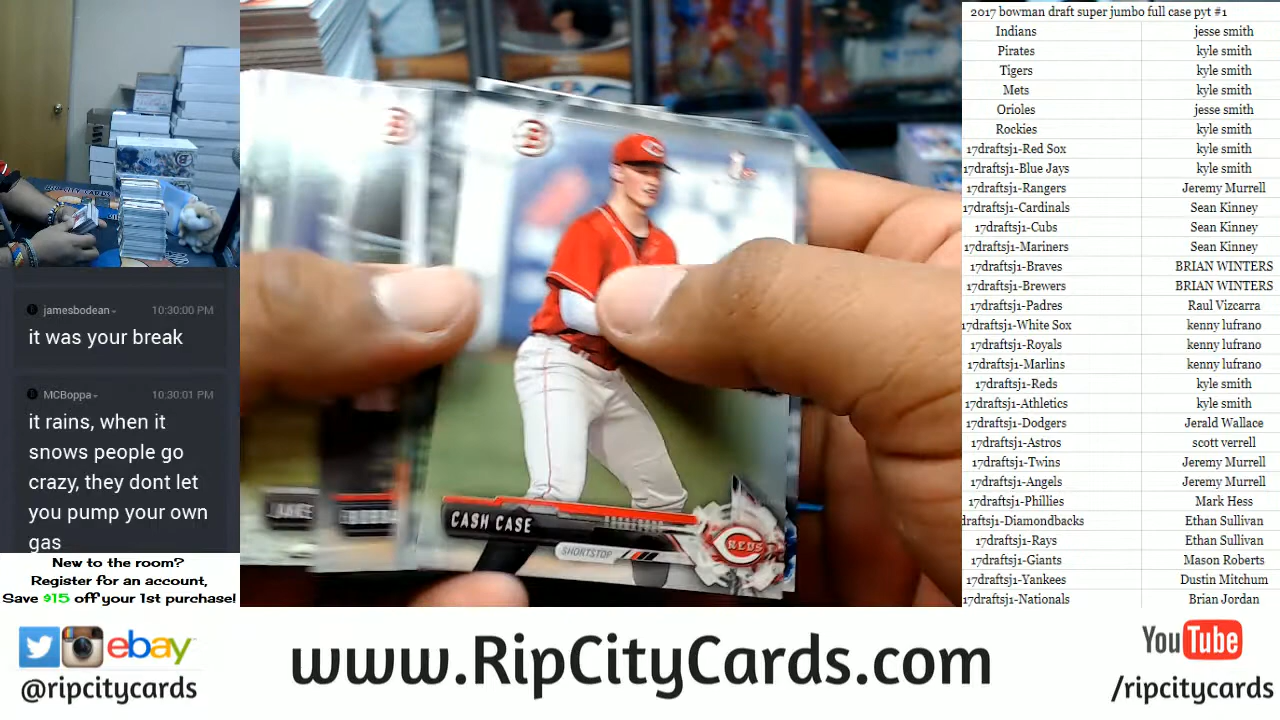 2017 bowman draft super jumbo full case pyt #1
Indians jesse smith
Pirates kyle smith
Tigers kyle smith
Mets kyle smith
Orioles jesse smith
Rockies kyle smith
17draftsj1-Red Sox kyle smith
17draftsj1-Blue Jays kyle smith
17draftsj1-Rangers Jeremy Murrell
17draftsj1-Cardinals Sean Kinney
17draftsj1-Cubs Sean Kinney
17draftsj1-Mariners Sean Kinney
17draftsj1-Braves BRIAN WINTERS
17draftsj1-Brewers BRIAN WINTERS
17draftsj1-Padres Raul Vizcarra
17draftsj1-White Sox kenny lufrano
17draftsj1-Royals kenny lufrano
17draftsj1-Marlins kenny lufrano
17draftsj1-Reds kyle smith
17draftsj1-Athletics kyle smith
17draftsj1-Dodgers Jerald Wallace
17draftsj1-Astros scott verrell
17draftsj1-Twins Jeremy Murrell
17draftsj1-Angels Jeremy Murrell
17draftsj1-Phillies Mark Hess
draftsj1-Diamondbacks Ethan Sullivan
17draftsj1-Rays Ethan Sullivan
17draftsj1-Giants Mason Roberts
17draftsj1-Yankees Dustin Mitchum
17draftsj1-Nationals Brian Jordan
jamesbodean 10:30:00 PM
it was your break
MCBoppa 10:30:01 PM
it rains, when it
snows people go
crazy, they dont let
you pump your own
gas
New to the room?
Register for an account,
Save $15 off your 1st purchase!
B
B
C
CASH CASE
SHORTSTOP
REDS
JAKE
ebay
@ripcitycards
www.RipCityCards.com
YouTube
/ripcitycards